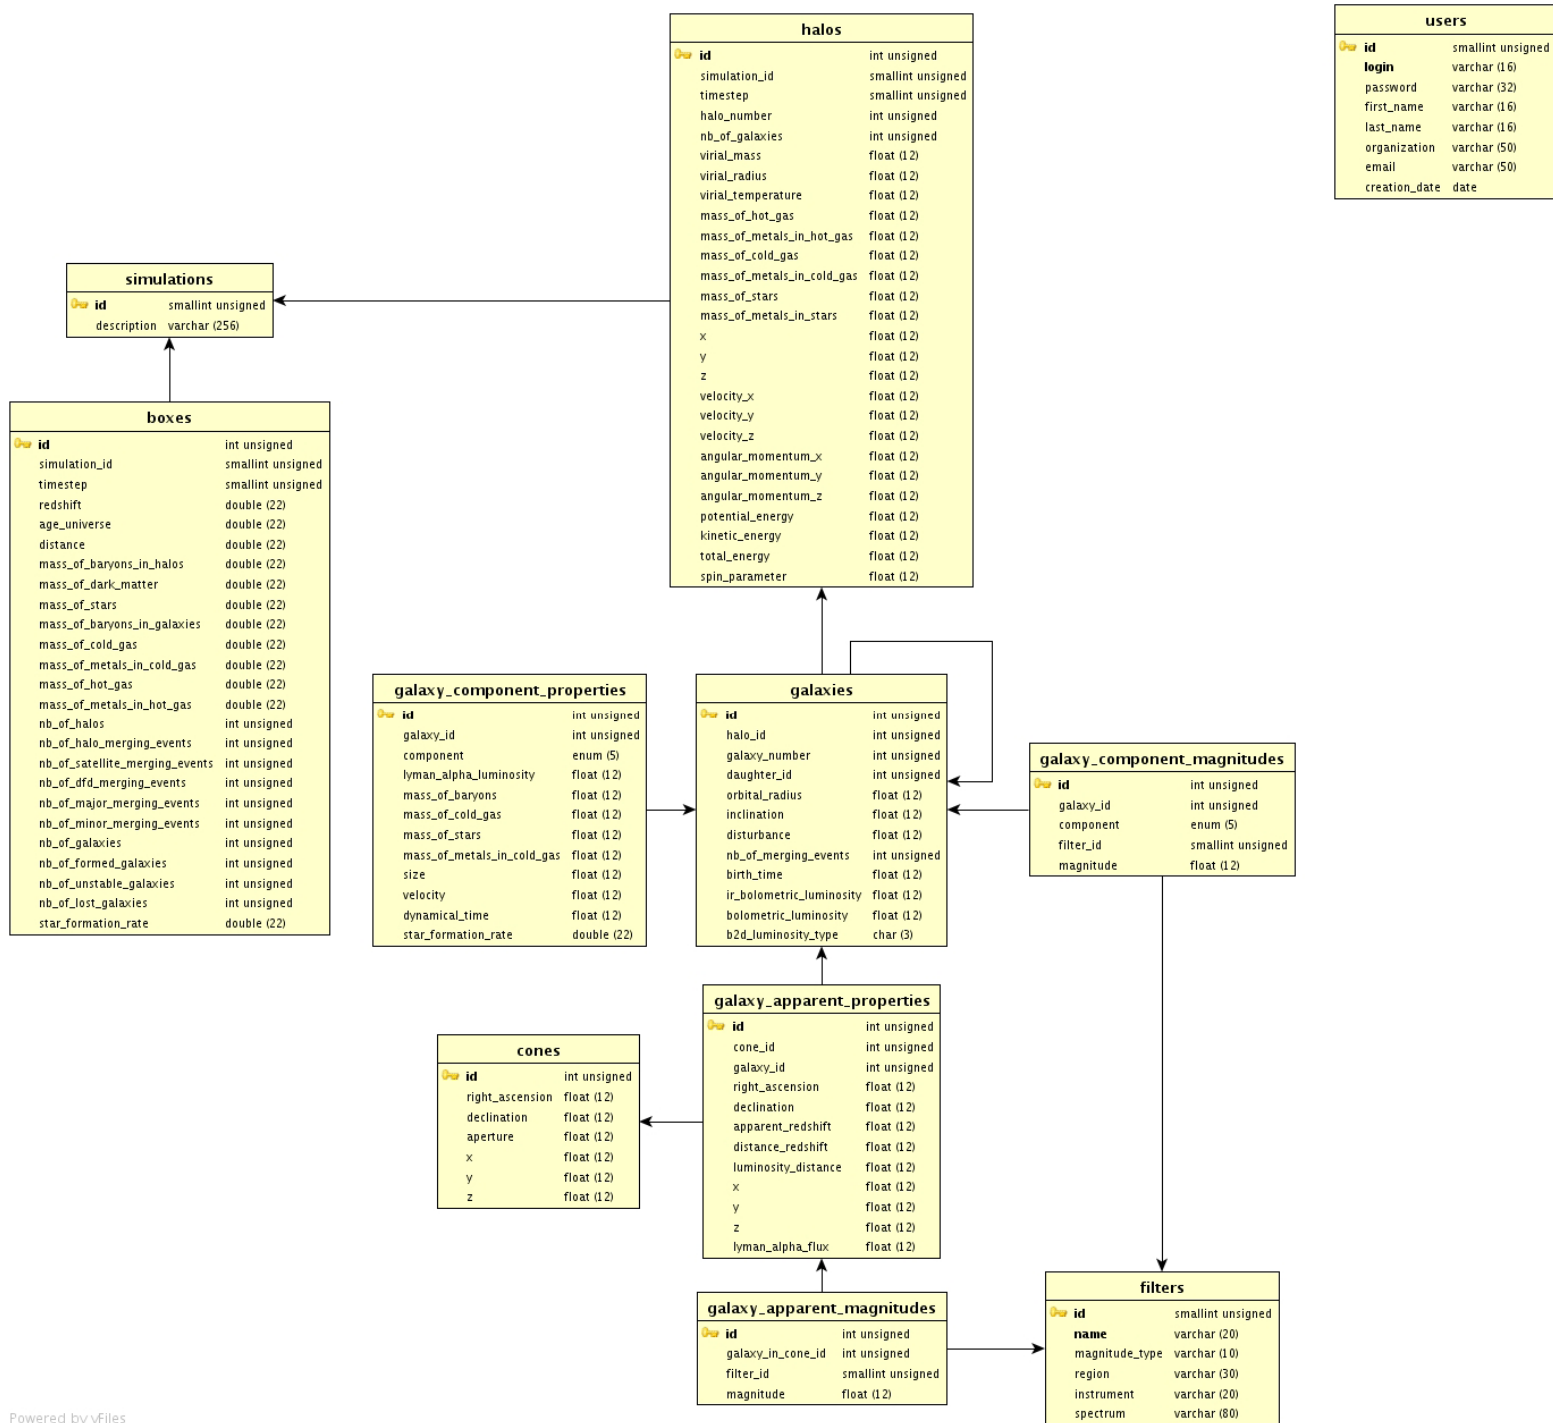 halos
id int unsigned
simulation_id smallint unsigned
timestep smallint unsigned
halo_number int unsigned
nb_of_galaxies int unsigned
virial_mass float (12)
virial_radius float (12)
virial_temperature float (12)
mass_of_hot_gas float (12)
mass_of_metals_in_hot_gas float (12)
mass_of_cold_gas float (12)
mass_of_metals_in_cold_gas float (12)
mass_of_stars float (12)
mass_of_metals_in_stars float (12)
x float (12)
y float (12)
z float (12)
velocity_x float (12)
velocity_y float (12)
velocity_z float (12)
angular_momentum_x float (12)
angular_momentum_y float (12)
angular_momentum_z float (12)
potential_energy float (12)
kinetic_energy float (12)
total_energy float (12)
spin_parameter float (12)
users
id smallint unsigned
login varchar (16)
password varchar (32)
first_name varchar (16)
last_name varchar (16)
organization varchar (50)
email varchar (50)
creation_date date
simulations
id smallint unsigned
description varchar (256)
boxes
id int unsigned
simulation_id smallint unsigned
timestep smallint unsigned
redshift double (22)
age_universe double (22)
distance double (22)
mass_of_baryons_in_halos double (22)
mass_of_dark_matter double (22)
mass_of_stars double (22)
mass_of_baryons_in_galaxies double (22)
mass_of_cold_gas double (22)
mass_of_metals_in_cold_gas double (22)
mass_of_hot_gas double (22)
mass_of_metals_in_hot_gas double (22)
nb_of_halos int unsigned
nb_of_halo_merging_events int unsigned
nb_of_satellite_merging_events int unsigned
nb_of_dfd_merging_events int unsigned
nb_of_major_merging_events int unsigned
nb_of_minor_merging_events int unsigned
nb_of_galaxies int unsigned
nb_of_formed_galaxies int unsigned
nb_of_unstable_galaxies int unsigned
nb_of_lost_galaxies int unsigned
star_formation_rate double (22)
galaxy_component_properties
id int unsigned
galaxy_id int unsigned
component enum (5)
lyman_alpha_luminosity float (12)
mass_of_baryons float (12)
mass_of_cold_gas float (12)
mass_of_stars float (12)
mass_of_metals_in_cold_gas float (12)
size float (12)
velocity float (12)
dynamical_time float (12)
star_formation_rate double (22)
galaxies
id int unsigned
halo_id int unsigned
galaxy_number int unsigned
daughter_id int unsigned
orbital_radius float (12)
inclination float (12)
disturbance float (12)
nb_of_merging_events int unsigned
birth_time float (12)
ir_bolometric_luminosity float (12)
bolometric_luminosity float (12)
b2d_luminosity_type char (3)
galaxy_component_magnitudes
id int unsigned
galaxy_id int unsigned
component enum (5)
filter_id smallint unsigned
magnitude float (12)
galaxy_apparent_properties
id int unsigned
cone_id int unsigned
galaxy_id int unsigned
right_ascension float (12)
declination float (12)
apparent_redshift float (12)
distance_redshift float (12)
luminosity_distance float (12)
x float (12)
y float (12)
z float (12)
lyman_alpha_flux float (12)
cones
id int unsigned
right_ascension float (12)
declination float (12)
aperture float (12)
x float (12)
y float (12)
z float (12)
galaxy_apparent_magnitudes
id int unsigned
galaxy_in_cone_id int unsigned
filter_id smallint unsigned
magnitude float (12)
filters
id smallint unsigned
name varchar (20)
magnitude_type varchar (10)
region varchar (30)
instrument varchar (20)
spectrum varchar (80)
Powered by yFiles